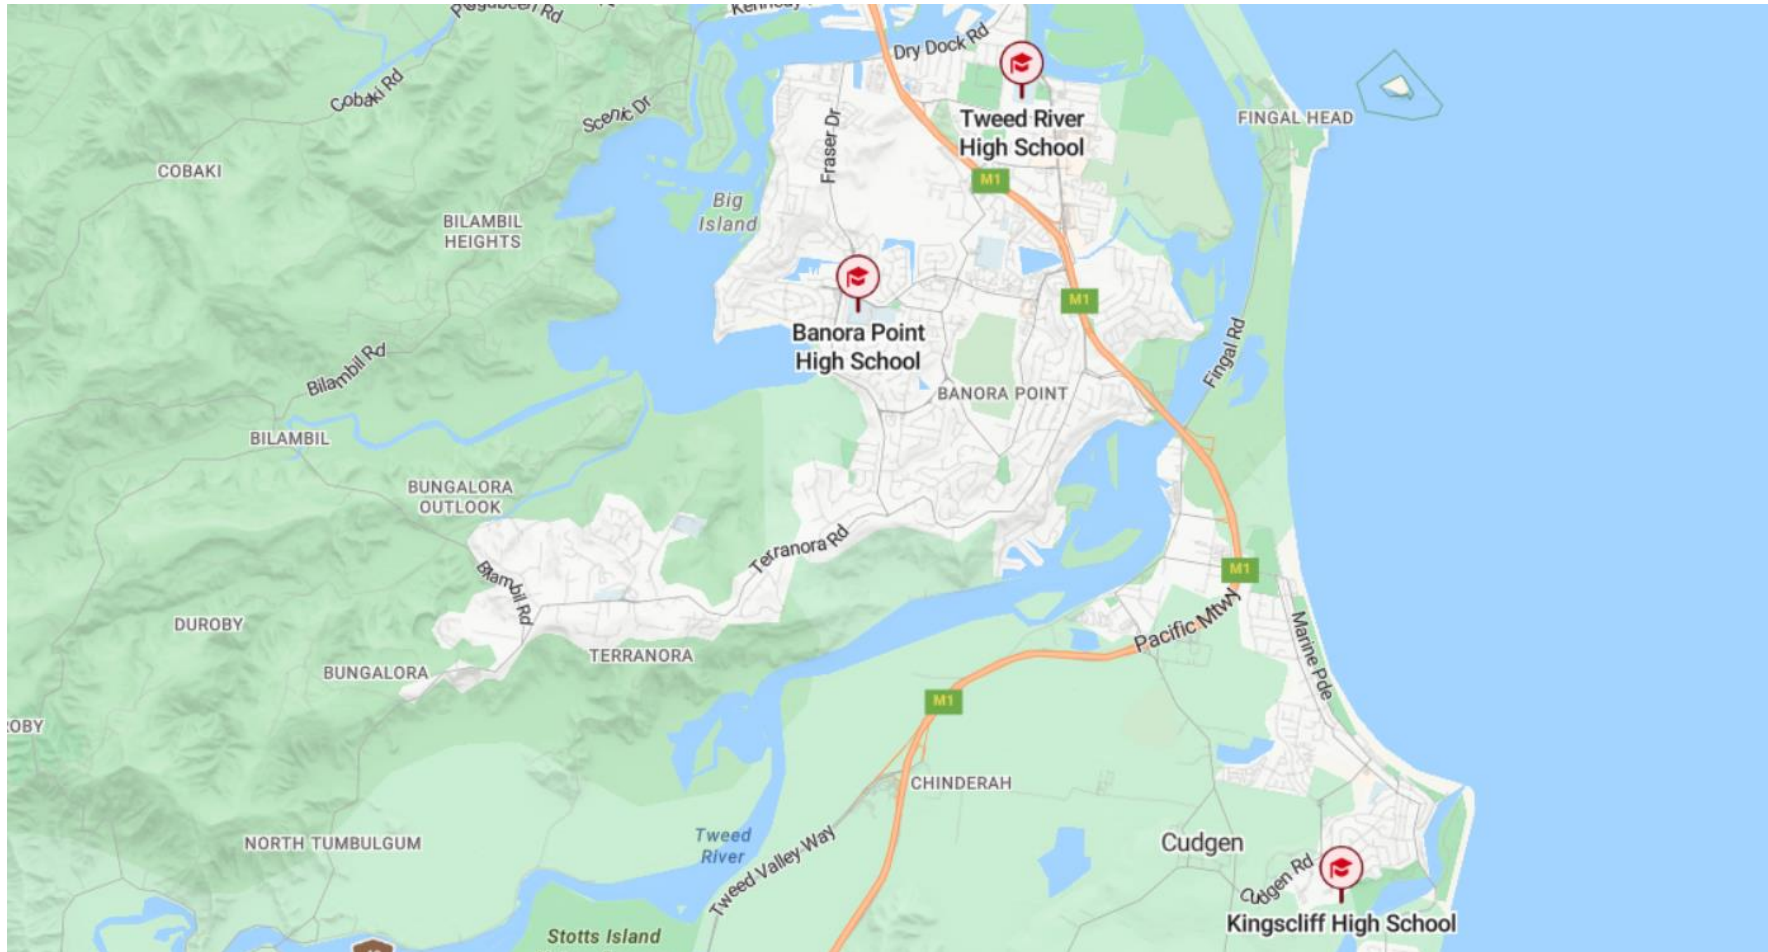 Dry Dock Rd
Cobaki Rd
Scenic Dr
Tweed River
High School
FINGAL HEAD
Fraser Dr
COBAKI
M1
Big
Island
BILAMBIL
HEIGHTS
M1
Banora Point
High School
Fingal Rd
Bilambil Rd
BANORA POINT
BILAMBIL
BUNGALORA
OUTLOOK
Terranora Rd
M1
Bilambil Rd
DUROBY
Pacific Mtwy
Marine Pde
TERRANORA
BUNGALORA
M1
ROBY
CHINDERAH
Tweed
River
NORTH TUMBULGUM
Cudgen
Tweed Valley Way
Cudgen Rd
Kingscliff High School
Stotts Island